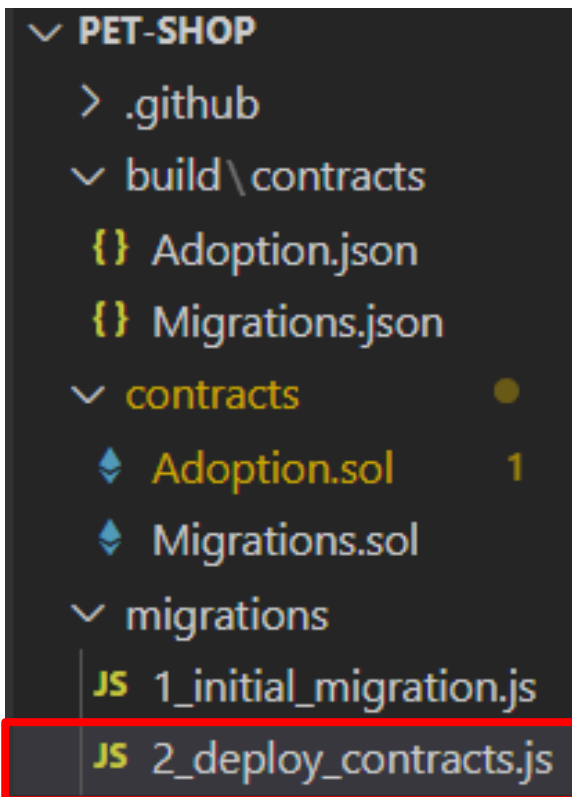 PET-SHOP
.github
build\contracts
{} Adoption.json
{} Migrations.json
contracts
Adoption.sol 1
Migrations.sol
migrations
JS 1_initial_migration.js
JS 2_deploy_contracts.js